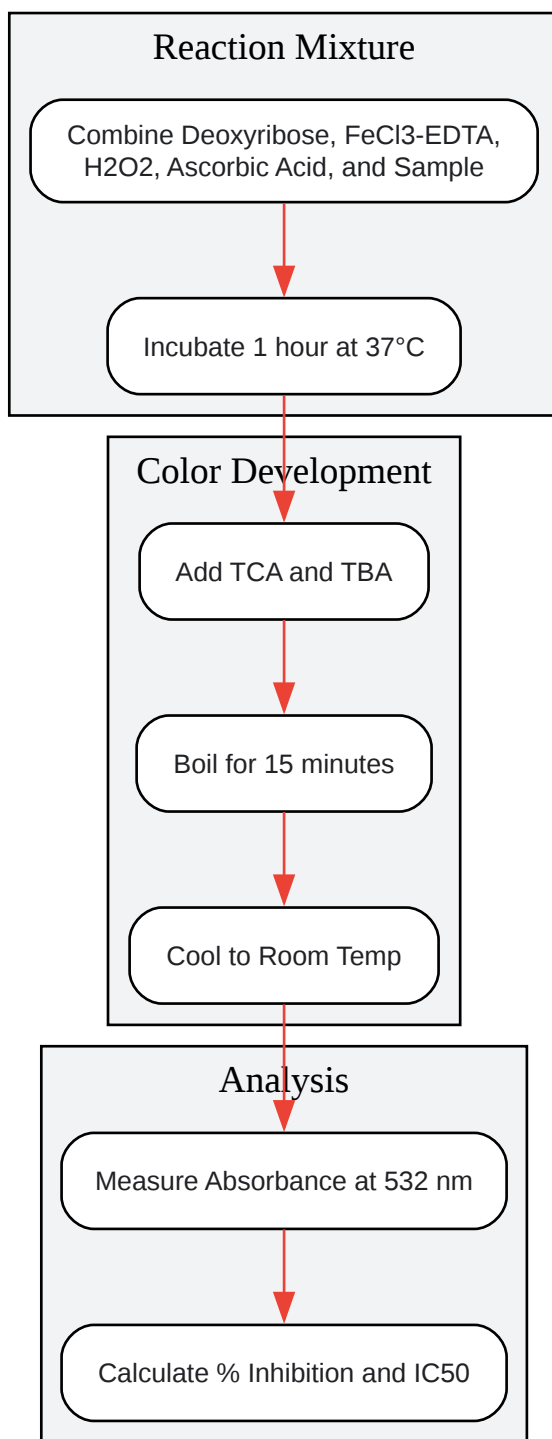 Reaction Mixture
Combine Deoxyribose, FeCl3-EDTA,
H2O2, Ascorbic Acid, and Sample
Incubate 1 hour at 37°C
Color Development
Add TCA and TBA
Boil for 15 minutes
Cool to Room Temp
Analysis
Measure Absorbance at 532 nm
Calculate % Inhibition and IC50